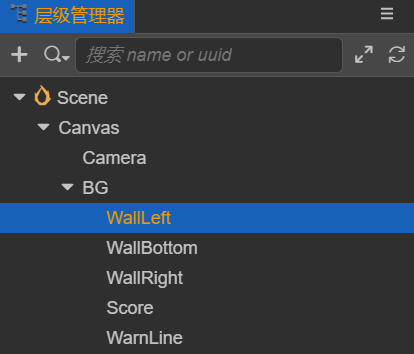 层级管理器
搜索 name or uuid
Scene
Canvas
Camera
BG
WallLeft
WallBottom
WallRight
Score
WarnLine